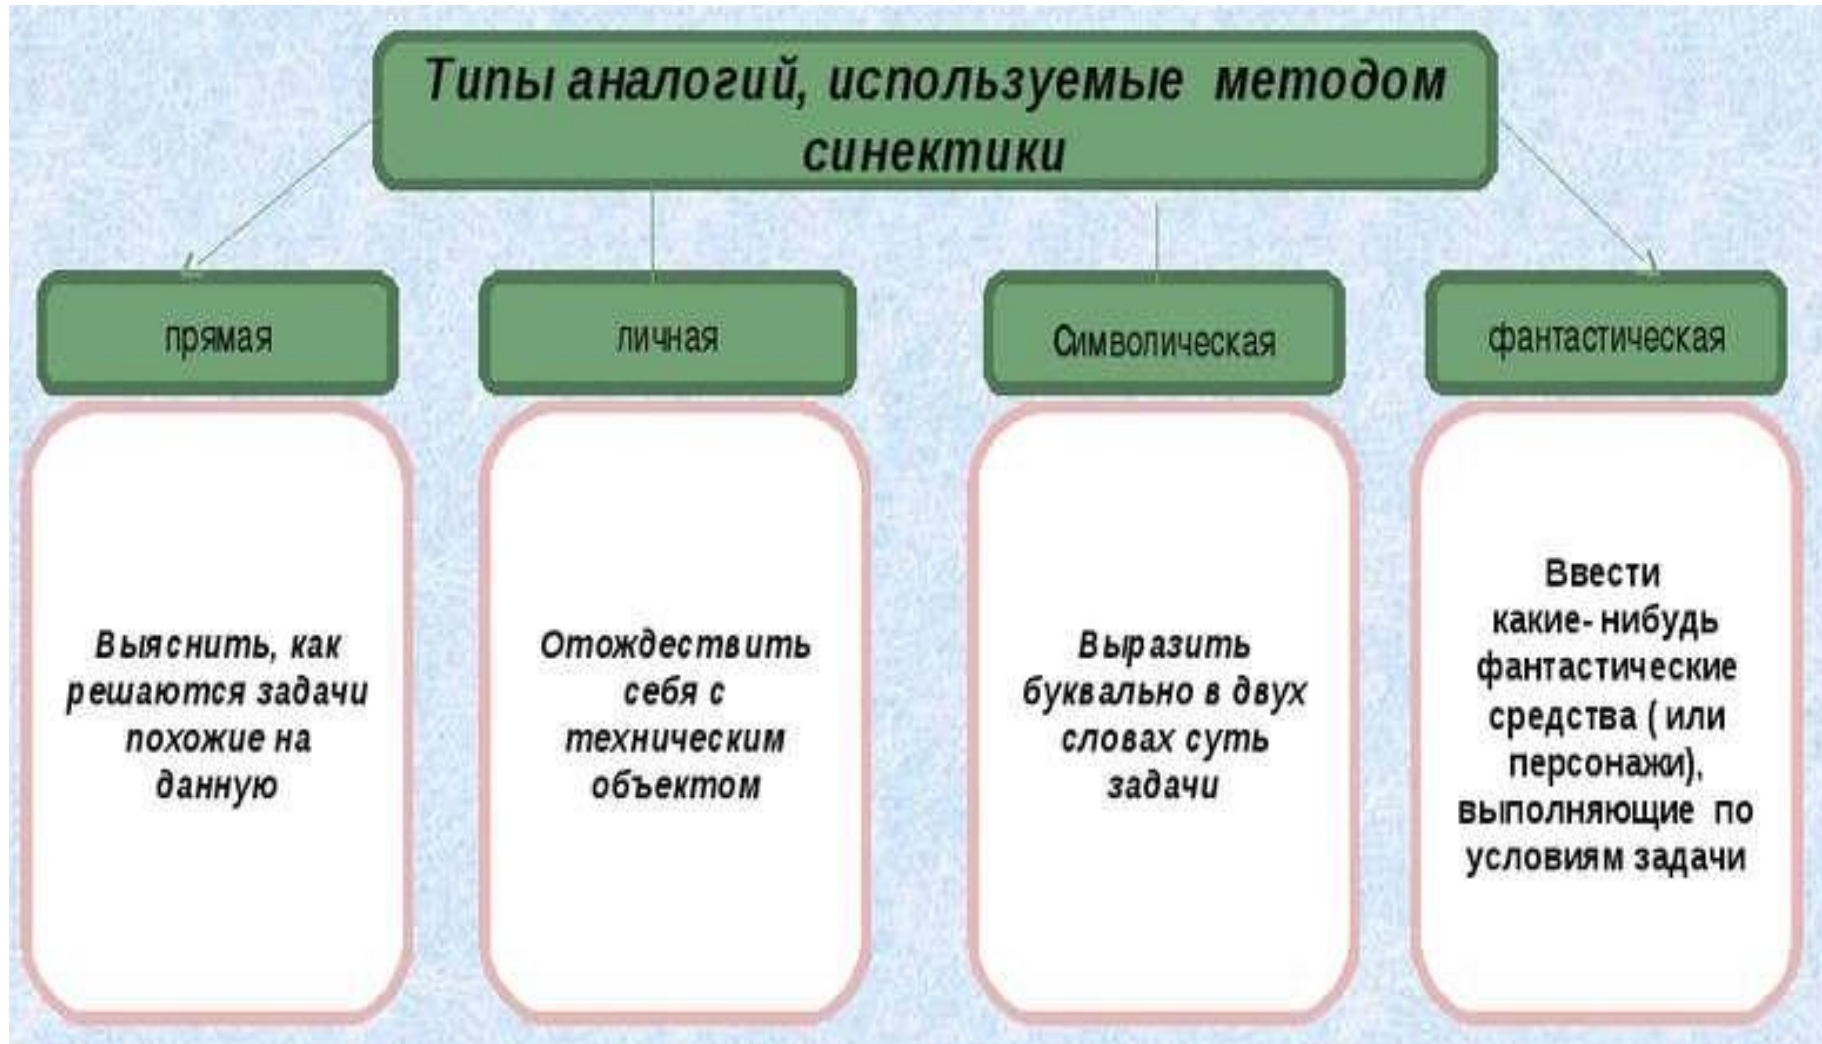 Типы аналогий, используемые методом
синектики
прямая
личная
Символическая
фантастическая
Выяснить, как
решаются задачи
похожие на
данную
Отождествить
себя с
техническим
объектом
Выразить
буквально в двух
словах суть
задачи
Ввести
какие- нибудь
фантастические
средства ( или
персонажи),
выполняющие по
условиям задачи